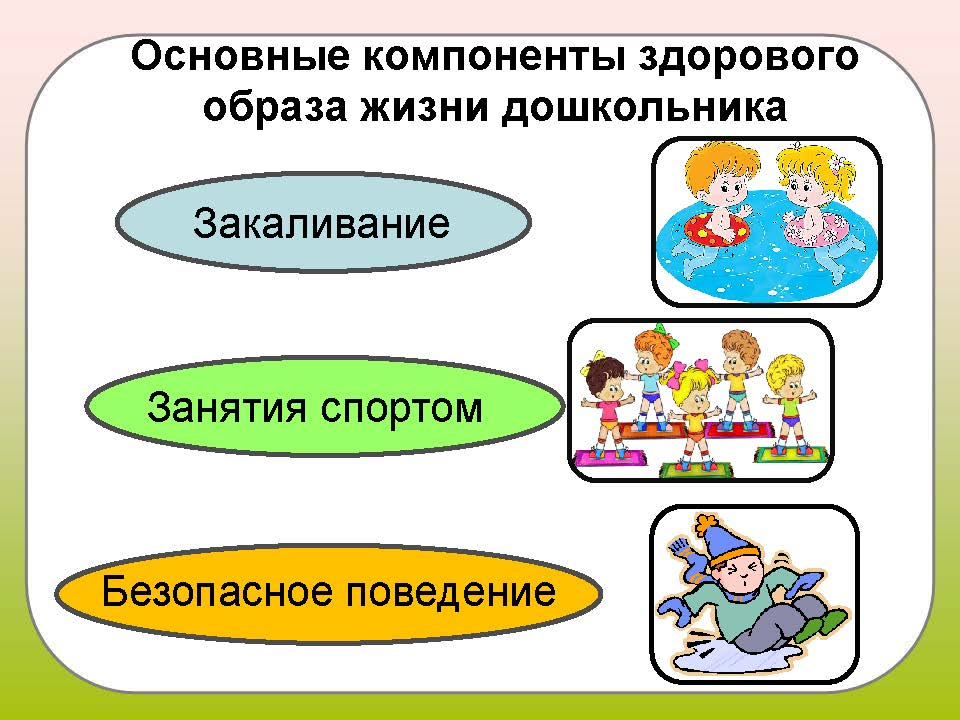 Основные компоненты здорового
образа жизни дошкольника
Закаливание
Занятия спортом
Безопасное поведение